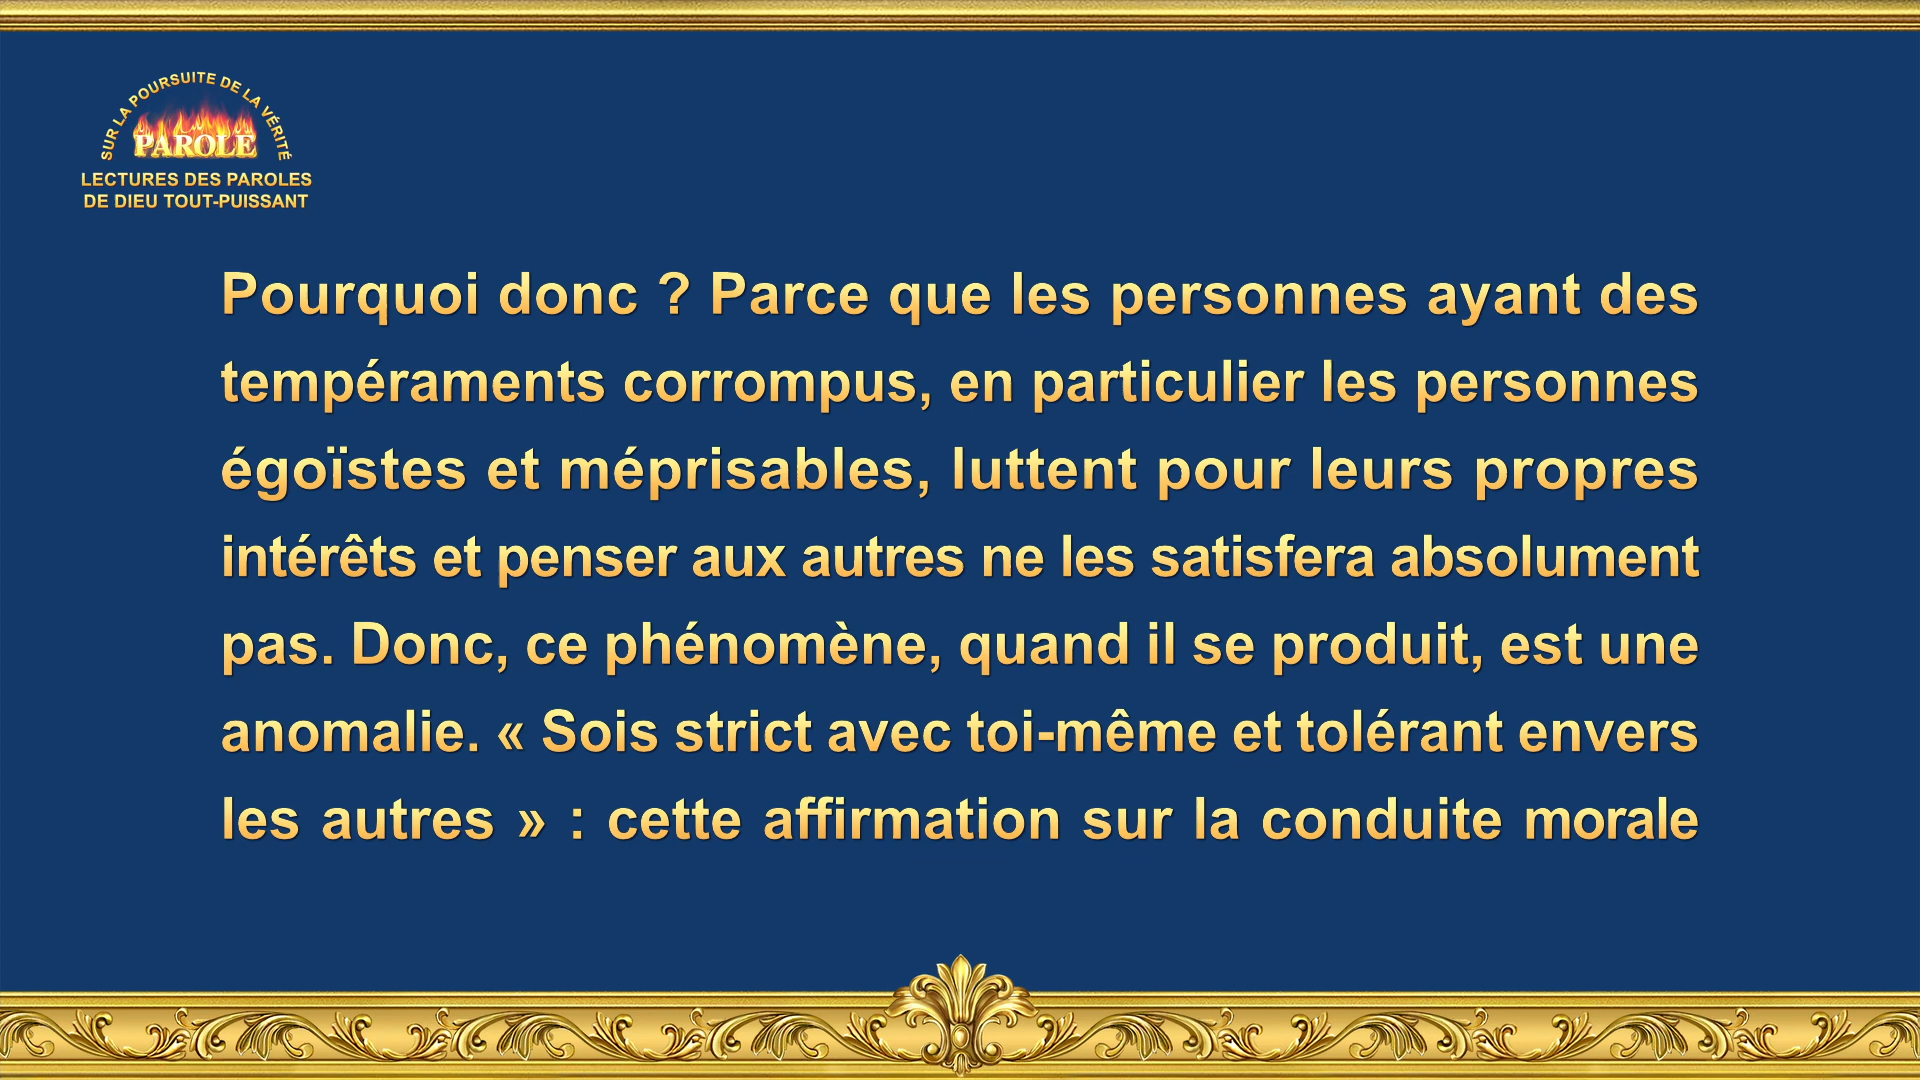 SUR LA POURSUITE DE LA VÉRITÉ
PAROLE
LECTURES DES PAROLES
DE DIEU TOUT-PUISSANT
Pourquoi donc ? Parce que les personnes ayant des
tempéraments corrompus, en particulier les personnes
égoïstes et méprisables, luttent pour leurs propres
intérêts et penser aux autres ne les satisfera absolument
pas. Donc, ce phénomène, quand il se produit, est une
anomalie. « Sois strict avec toi-même et tolérant envers
les autres » : cette affirmation sur la conduite morale